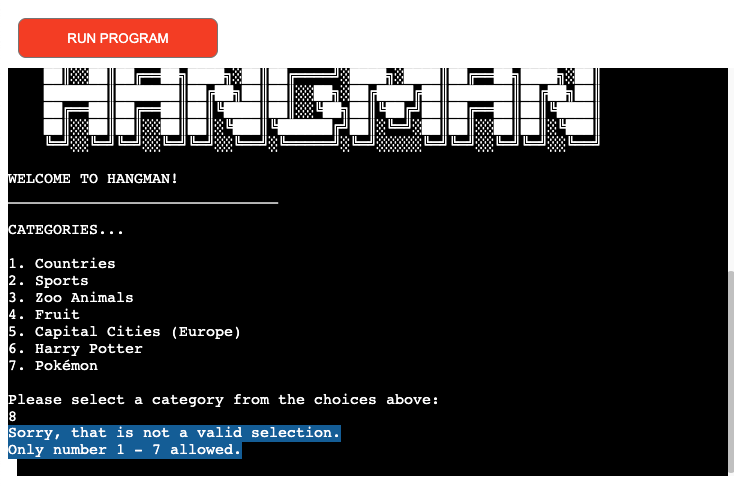 RUN PROGRAM
HANGMAN
WELCOME TO HANGMAN!
______________________________
CATEGORIES...
1. Countries
2. Sports
3. Zoo Animals
4. Fruit
5. Capital Cities (Europe)
6. Harry Potter
7. Pokémon
Please select a category from the choices above:
8
Sorry, that is not a valid selection.
Only number 1 - 7 allowed.